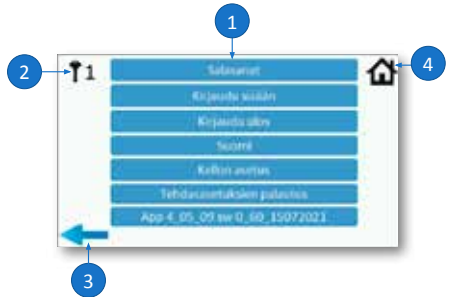 1
2
1
4
Salasanat
Kirjaudu sisään
Kirjaudu ulos
Suomi
Kellon asetus
Tehdasasetuksien palautus
App 4_05_09 sw 0_60_15072021
3